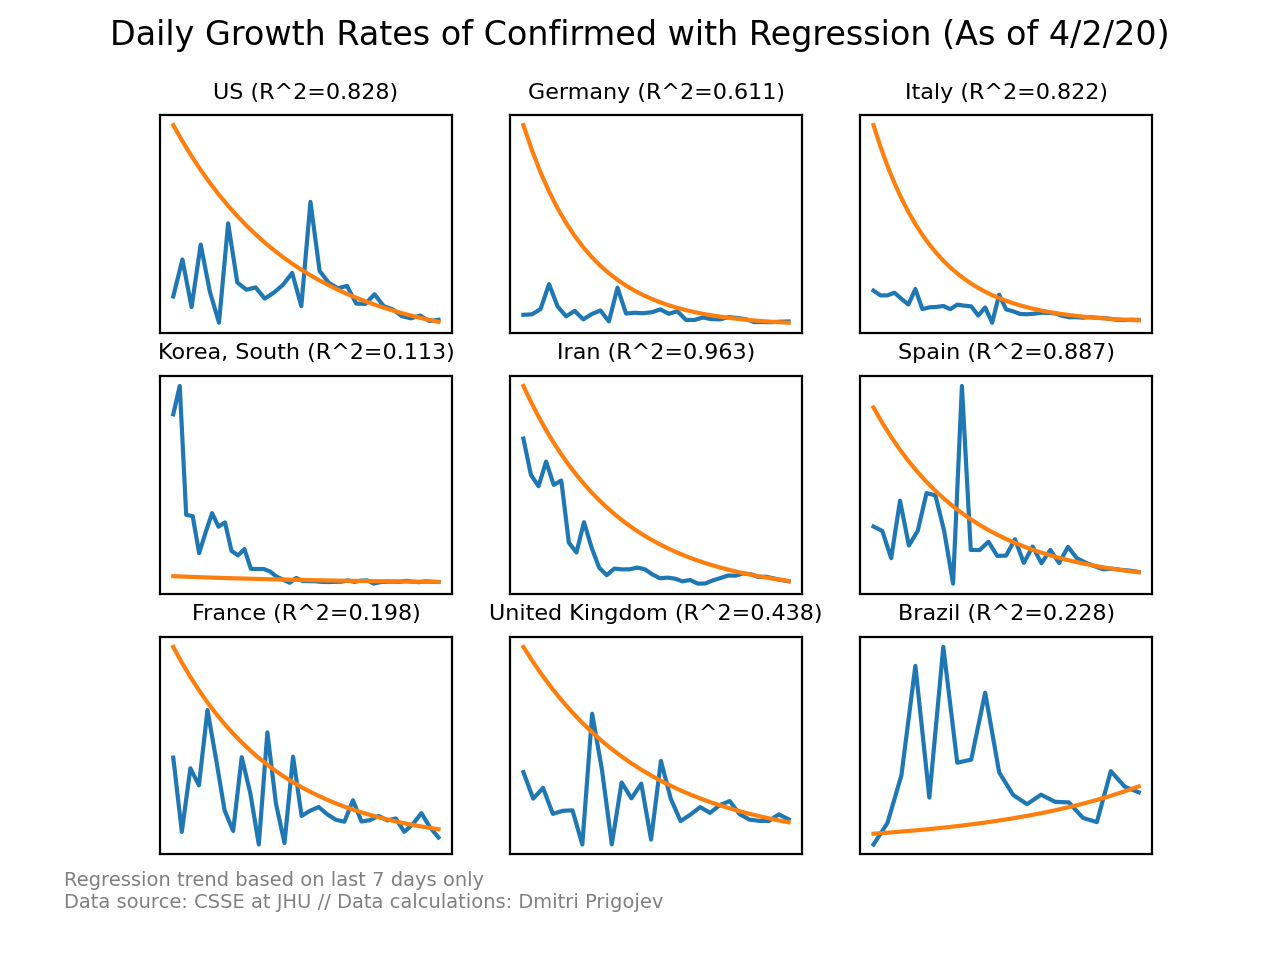 Daily Growth Rates of Confirmed with Regression (As of 4/2/20)
US (R^2=0.828)
Germany (R^2=0.611)
Italy (R^2=0.822)
Korea, South (R^2=0.113)
Iran (R^2=0.963)
Spain (R^2=0.887)
France (R^2=0.198)
United Kingdom (R^2=0.438)
Brazil (R^2=0.228)
Regression trend based on last 7 days only
Data source: CSSE at JHU // Data calculations: Dmitri Prigojev